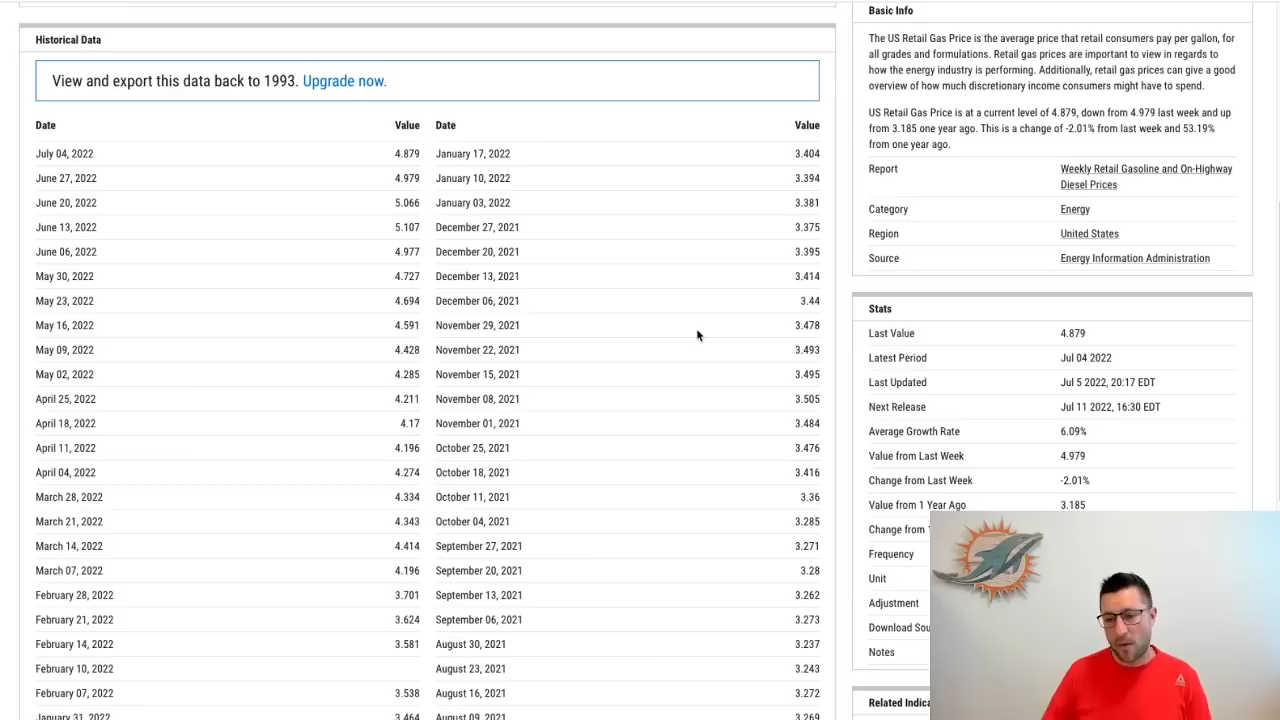 Historical Data
View and export this data back to 1993. Upgrade now.
Date Value Date Value
July 04, 2022 4.879 January 17, 2022 3.404
June 27, 2022 4.979 January 10, 2022 3.394
June 20, 2022 5.066 January 03, 2022 3.381
June 13, 2022 5.107 December 27, 2021 3.375
June 06, 2022 4.977 December 20, 2021 3.395
May 30, 2022 4.727 December 13, 2021 3.414
May 23, 2022 4.694 December 06, 2021 3.44
May 16, 2022 4.591 November 29, 2021 3.478
May 09, 2022 4.428 November 22, 2021 3.493
May 02, 2022 4.285 November 15, 2021 3.495
April 25, 2022 4.211 November 08, 2021 3.505
April 18, 2022 4.17 November 01, 2021 3.484
April 11, 2022 4.196 October 25, 2021 3.476
April 04, 2022 4.274 October 18, 2021 3.416
March 28, 2022 4.334 October 11, 2021 3.36
March 21, 2022 4.343 October 04, 2021 3.285
March 14, 2022 4.414 September 27, 2021 3.271
March 07, 2022 4.196 September 20, 2021 3.28
February 28, 2022 3.701 September 13, 2021 3.262
February 21, 2022 3.624 September 06, 2021 3.273
February 14, 2022 3.581 August 30, 2021 3.237
February 10, 2022 August 23, 2021 3.243
February 07, 2022 3.538 August 16, 2021 3.272
January 31, 2022 3.464 August 09, 2021 3.269
Basic Info
The US Retail Gas Price is the average price that retail consumers pay per gallon, for
all grades and formulations. Retail gas prices are important to view in regards to
how the energy industry is performing. Additionally, retail gas prices can give a good
overview of how much discretionary income consumers might have to spend.
US Retail Gas Price is at a current level of 4.879, down from 4.979 last week and up
from 3.185 one year ago. This is a change of -2.01% from last week and 53.19%
from one year ago.
Report Weekly Retail Gasoline and On-Highway
Diesel Prices
Category Energy
Region United States
Source Energy Information Administration
Stats
Last Value 4.879
Latest Period Jul 04 2022
Last Updated Jul 5 2022, 20:17 EDT
Next Release Jul 11 2022, 16:30 EDT
Average Growth Rate 6.09%
Value from Last Week 4.979
Change from Last Week -2.01%
Value from 1 Year Ago 3.185
Change from
Frequency
Unit
Adjustment
Download
Notes
Related